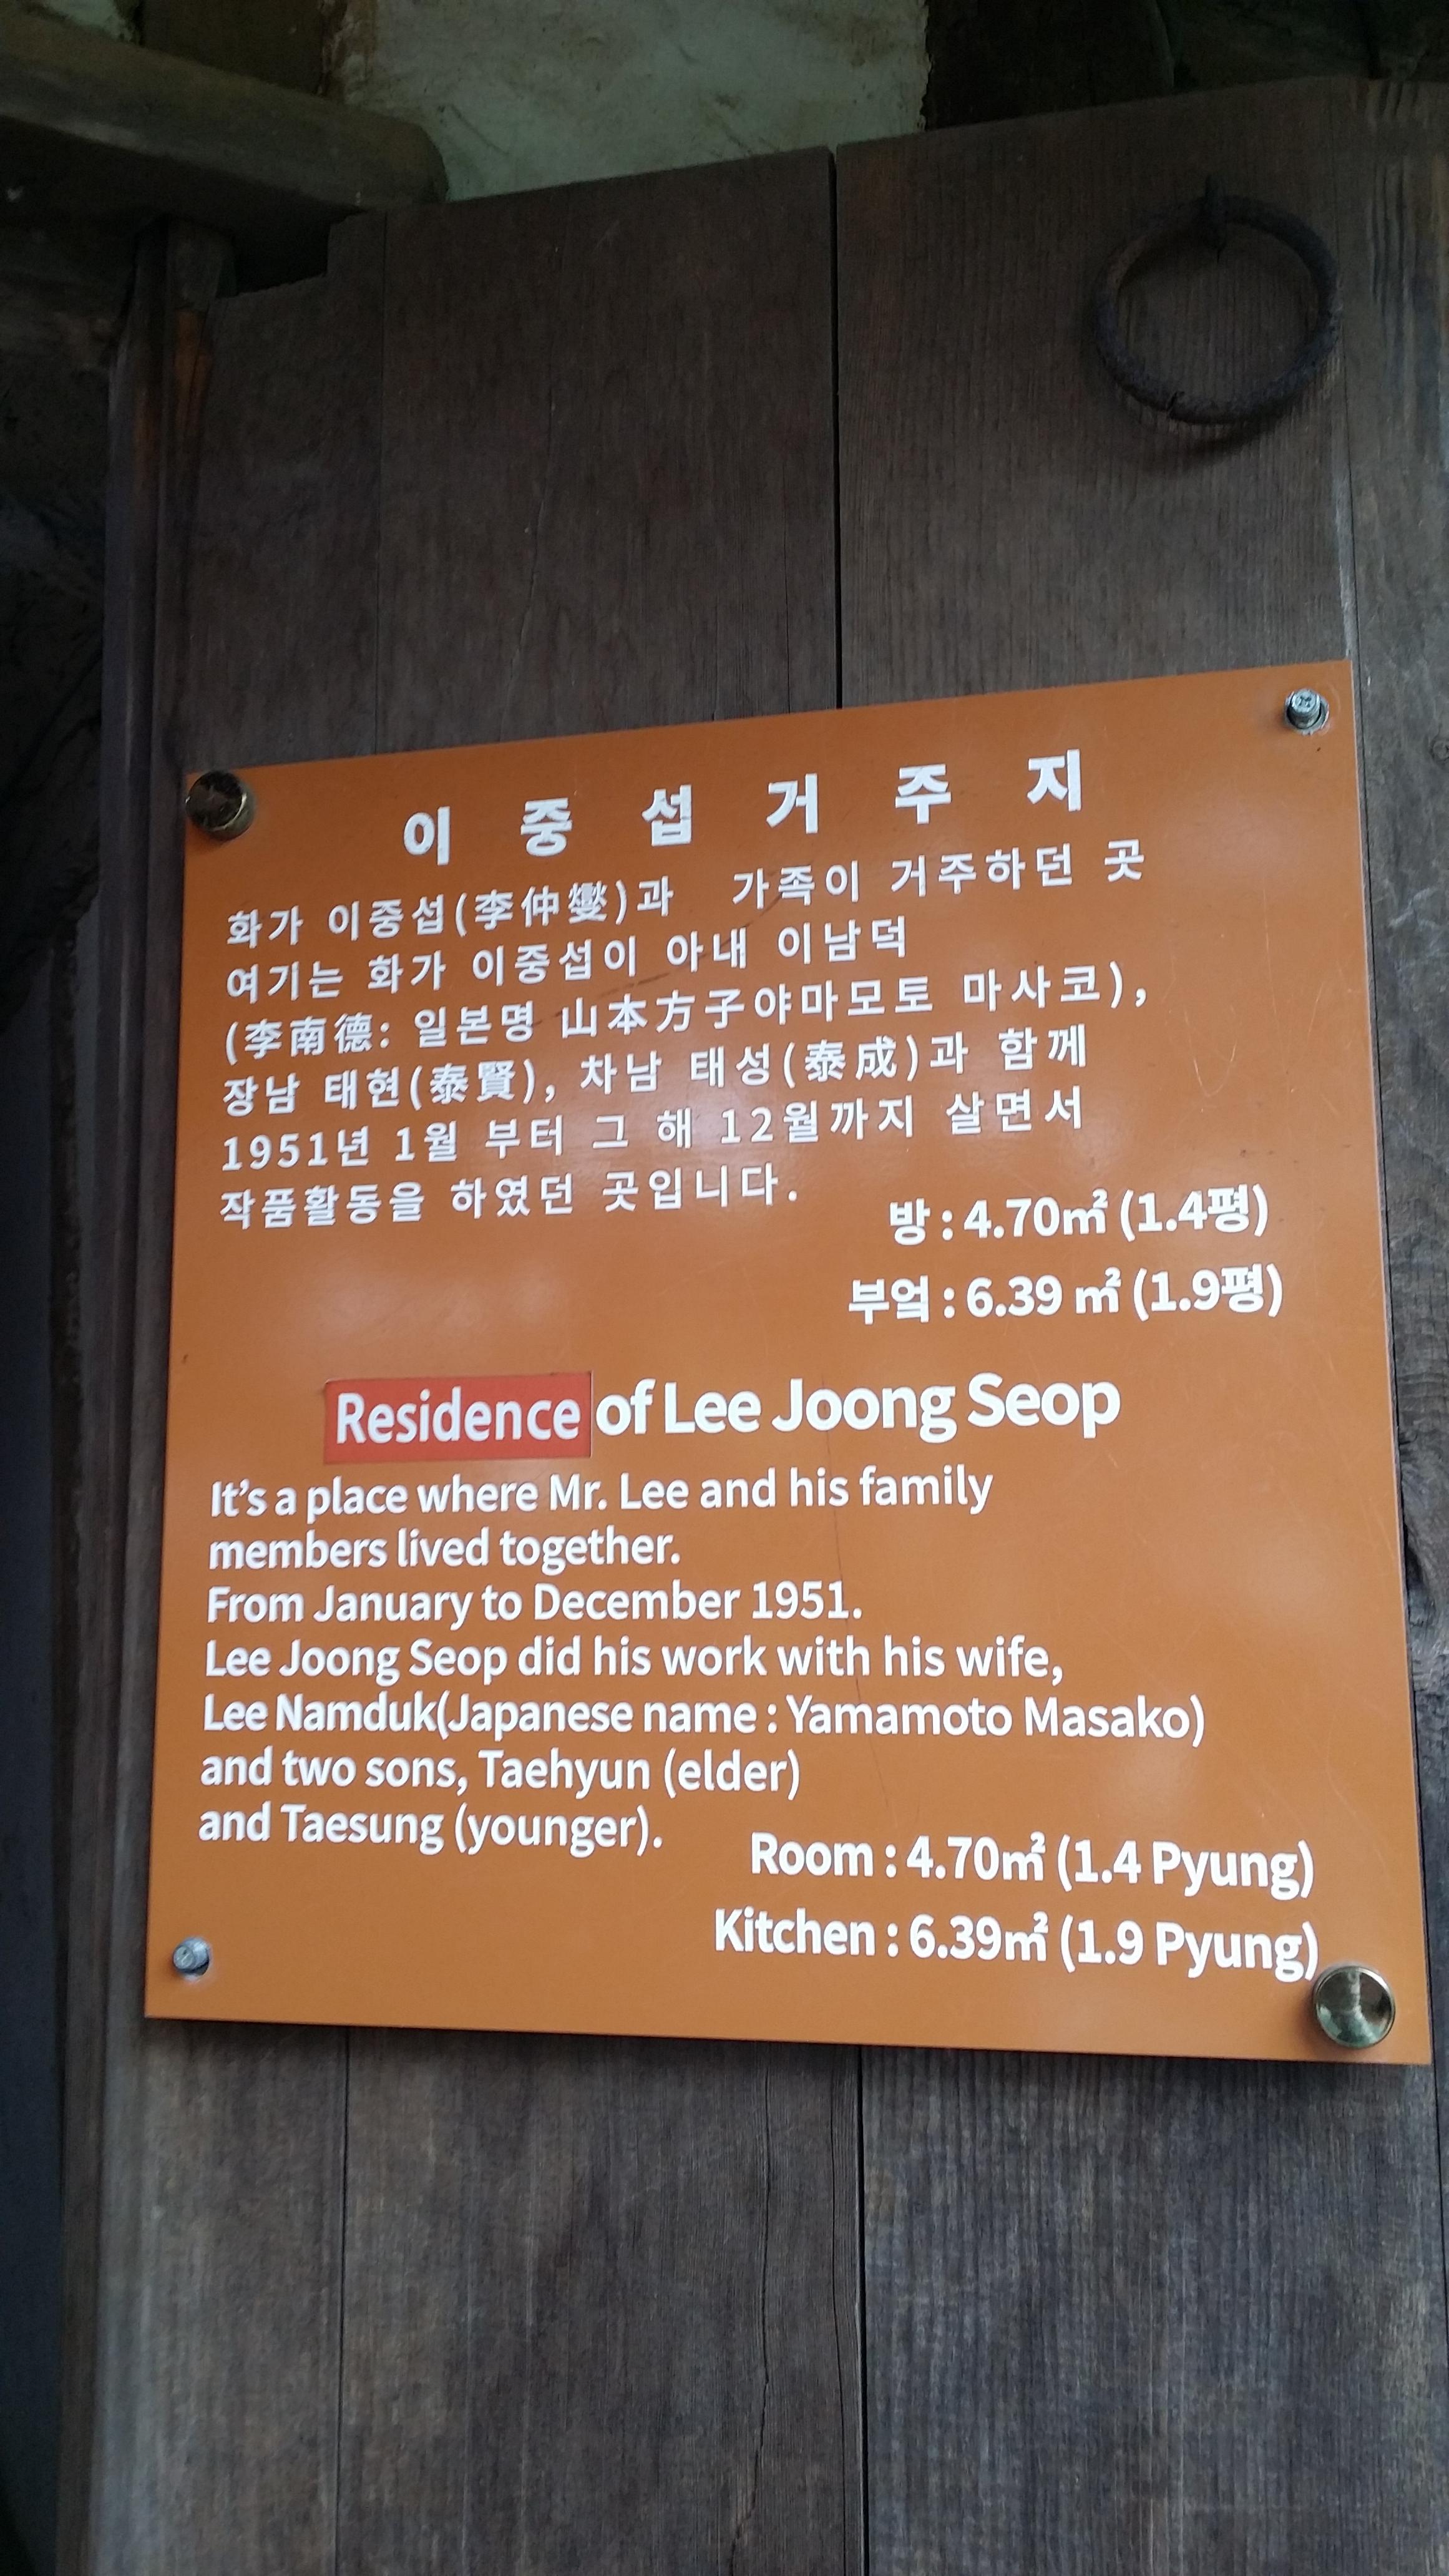 이중섭거주지
화가 이중섭(李仲燮)과 가족이 거주하던 곳
여기는 화가 이중섭이 아내 이남덕
(李南德: 일본명 山本方子야마모토 마사코),
장남 태현(泰賢), 차남 태성(泰成)과 함께
1951년 1월 부터 그 해 12월까지 살면서
작품활동을 하였던 곳입니다.
방 : 4.70㎡ (1.4평)
부엌 : 6.39 ㎡ (1.9평)
Residence of Lee Joong Seop
It's a place where Mr. Lee and his family
members lived together.
From January to December 1951.
Lee Joong Seop did his work with his wife,
Lee Namduk(Japanese name : Yamamoto Masako)
and two sons, Taehyun (elder)
and Taesung (younger).
Room : 4.70㎡ (1.4 Pyung)
Kitchen : 6.39㎡ (1.9 Pyung)